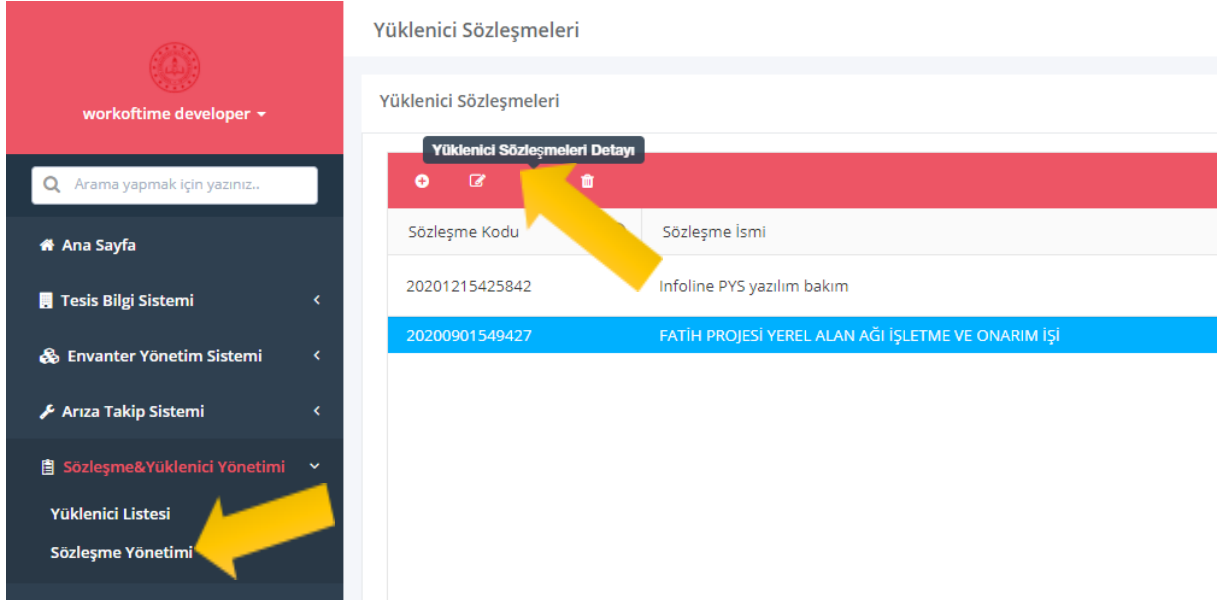 Yüklenici Sözleşmeleri
workoftime developer
Yüklenici Sözleşmeleri
Yüklenici Sözleşmeleri Detayı
Arama yapmak için yazınız..
Sözleşme Kodu
Sözleşme İsmi
Ana Sayfa
20201215425842
Infoline PYS yazılım bakım
Tesis Bilgi Sistemi
20200901549427
FATİH PROJESİ YEREL ALAN AĞI İŞLETME VE ONARIM İŞİ
Envanter Yönetim Sistemi
Arıza Takip Sistemi
Sözleşme&Yüklenici Yönetimi
Yüklenici Listesi
Sözleşme Yönetimi